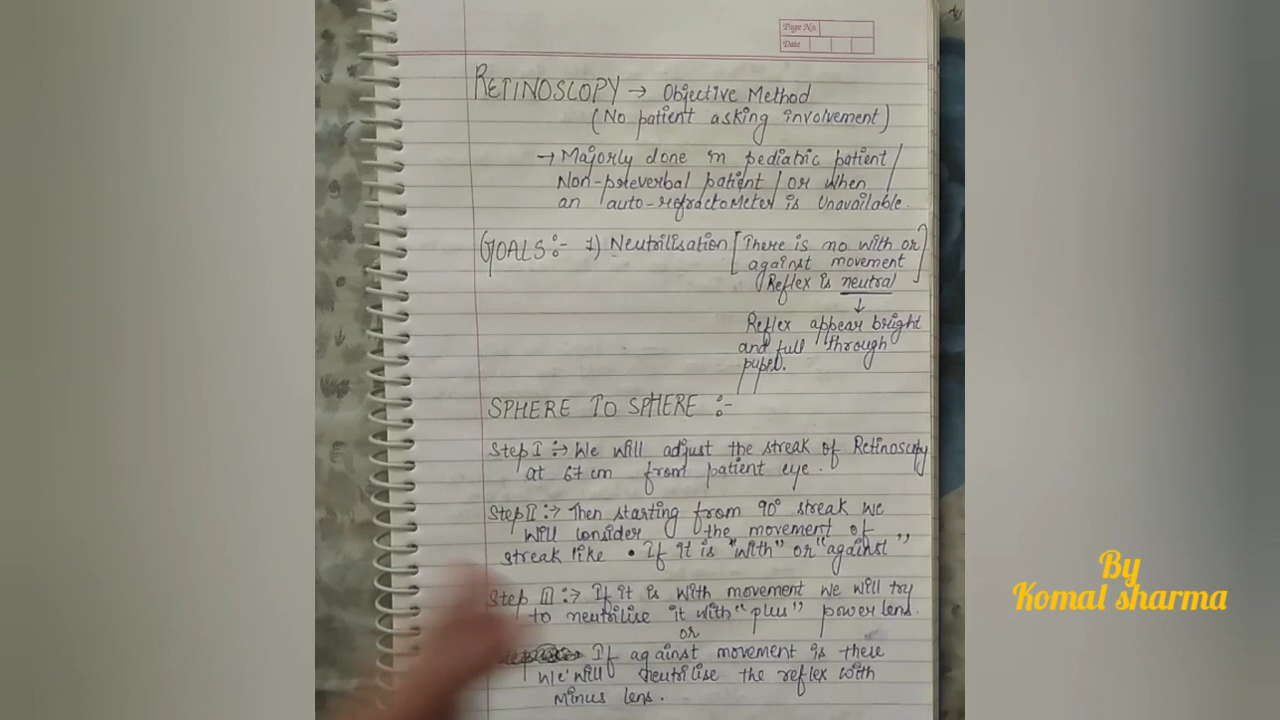 Page No.
Date
RETINOSCOPY → Objective Method
(No patient asking involvement)
→ Majorly done in pediatric patient /
Non-preverbal patient / or when
an auto-refractometer is Unavailable.
GOALS :- 1) Neutrilisation [There is no with or
against movement
Reflex is neutral]
↓
Reflex appear bright
and full through
pupil.
SPHERE TO SPHERE :-
Step I :→ We will adjust the streak of Retinoscopy
at 67 cm from patient eye.
Step II :→ Then starting from 90° streak we
will consider the movement of
streak like • If it is "with" or "against"
Step III :→ If it is with movement we will try
to neutrilise it with "plus" power lens.
or
If against movement is there
we will neutrilise the reflex with
minus lens.
By
Komal sharma